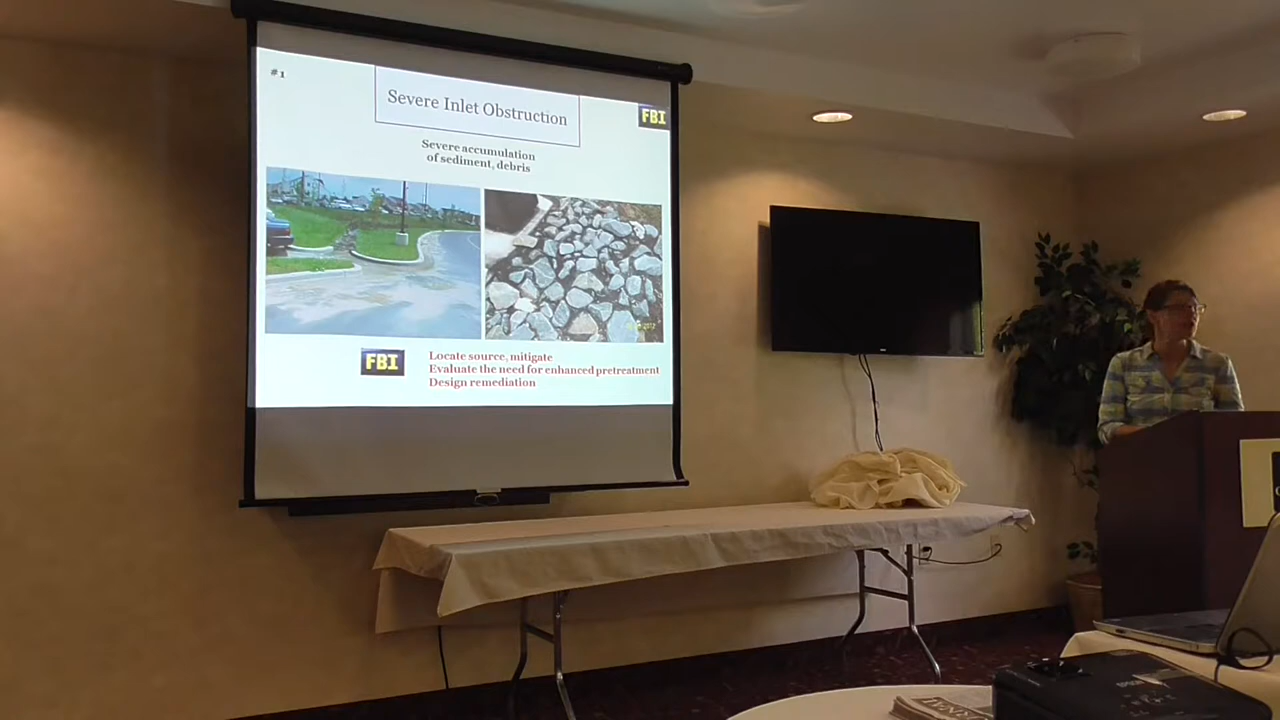 #1
Severe Inlet Obstruction
FBI
Severe accumulation
of sediment, debris
FBI
Locate source, mitigate
Evaluate the need for enhanced pretreatment
Design remediation